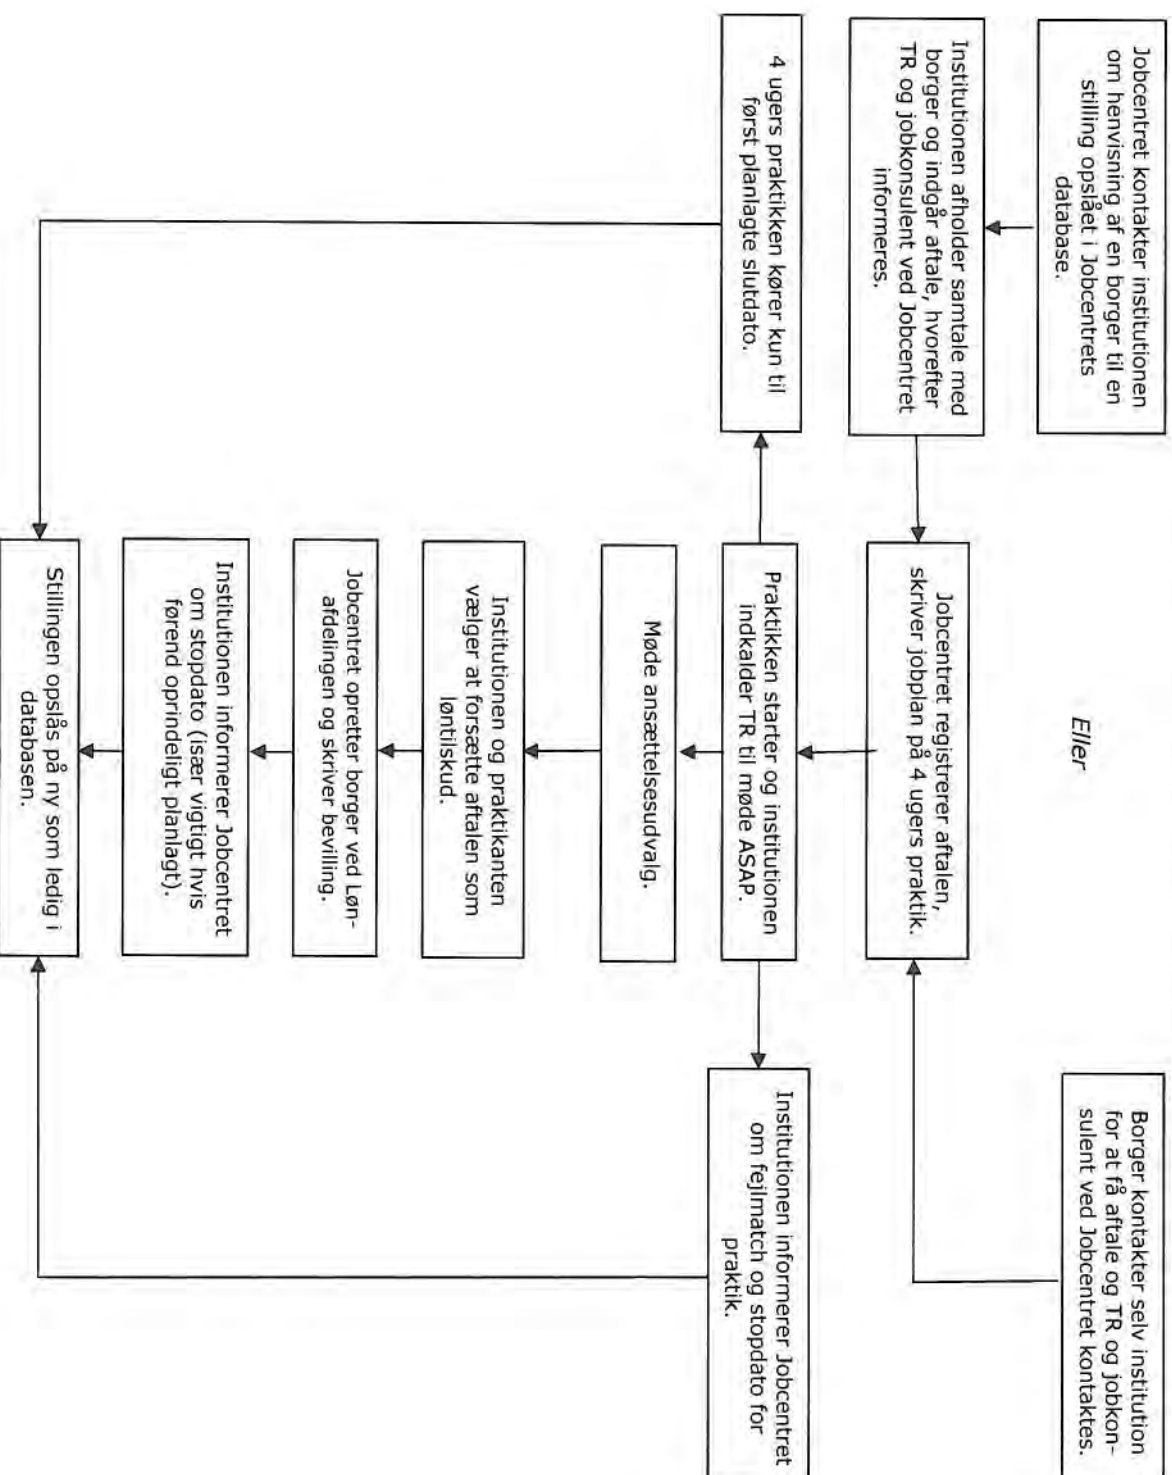 Jobcentret kontakter institutionen
om henvisning af en borger til en
stilling opslået i Jobcentrets
database.
Eller
Borger kontakter selv institution
for at få aftale og TR og jobkon-
sulent ved Jobcentret kontaktes.
Institutionen afholder samtale med
borger og indgår aftale, hvorefter
TR og jobkonsulent ved Jobcentret
informeres.
Jobcentret registrerer aftalen,
skriver jobplan på 4 ugers praktik.
4 ugers praktikken kører kun til
først planlagte slutdato.
Praktikken starter og institutionen
indkalder TR til møde ASAP.
Institutionen informerer Jobcentret
om fejlmatch og stopdato for
praktik.
Møde ansættelsesudvalg.
Institutionen og praktikanten
vælger at forsætte aftalen som
løntilskud.
Jobcentret opretter borger ved Løn-
afdelingen og skriver bevilling.
Institutionen informerer Jobcentret
om stopdato (især vigtigt hvis
førend oprindeligt planlagt).
Stillingen opslås på ny som ledig i
databasen.